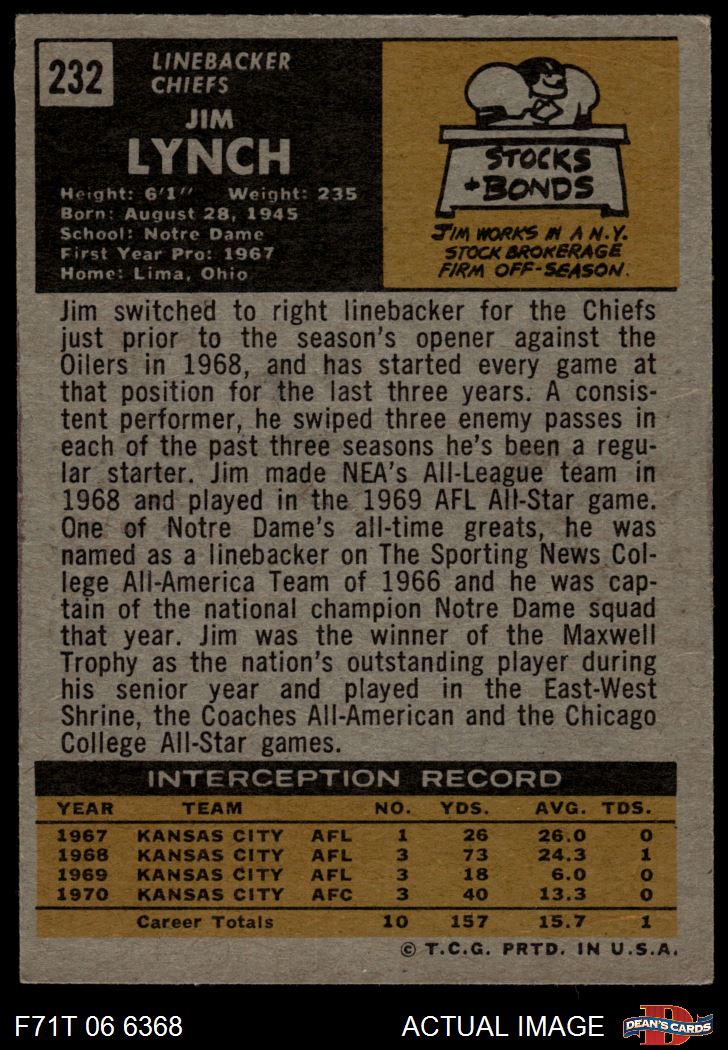 232
LINEBACKER
CHIEFS
JIM
LYNCH
Height: 6'1" Weight: 235
Born: August 28, 1945
School: Notre Dame
First Year Pro: 1967
Home: Lima, Ohio
STOCKS
+BONDS
JIM WORKS IN A N.Y.
STOCK BROKERAGE
FIRM OFF-SEASON.
Jim switched to right linebacker for the Chiefs
just prior to the season's opener against the
Oilers in 1968, and has started every game at
that position for the last three years. A consis-
tent performer, he swiped three enemy passes in
each of the past three seasons he's been a regu-
lar starter. Jim made NEA's All-League team in
1968 and played in the 1969 AFL All-Star game.
One of Notre Dame's all-time greats, he was
named as a linebacker on The Sporting News Col-
lege All-America Team of 1966 and he was cap-
tain of the national champion Notre Dame squad
that year. Jim was the winner of the Maxwell
Trophy as the nation's outstanding player during
his senior year and played in the East-West
Shrine, the Coaches All-American and the Chicago
College All-Star games.
INTERCEPTION RECORD
YEAR TEAM NO. YDS. AVG. TDS.
1967 KANSAS CITY AFL 1 26 26.0 0
1968 KANSAS CITY AFL 3 73 24.3 1
1969 KANSAS CITY AFL 3 18 6.0 0
1970 KANSAS CITY AFC 3 40 13.3 0
Career Totals 10 157 15.7 1
© T.C.G. PRTD. IN U.S.A.
F71T 06 6368 ACTUAL IMAGE
D
DEAN'S CARDS